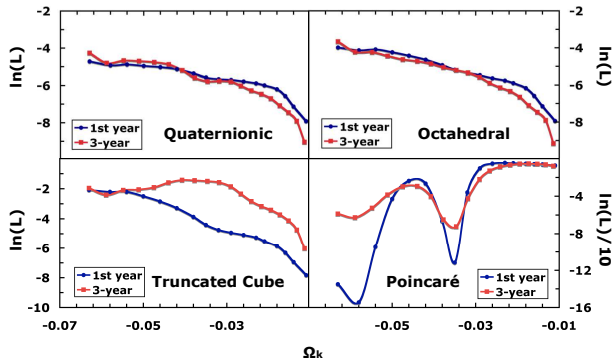 -2
-4
-6
-8
ln(L)
1st year
3-year
Quaternionic
-2
-4
-6
-8
ln(L)
1st year
3-year
Octahedral
-2
-4
-6
-8
-10
ln(L)
1st year
3-year
Truncated Cube
-4
-8
-12
-16
ln(L)/10
1st year
3-year
Poincaré
-0.07 -0.05 -0.03 -0.05 -0.03 -0.01
Ωk